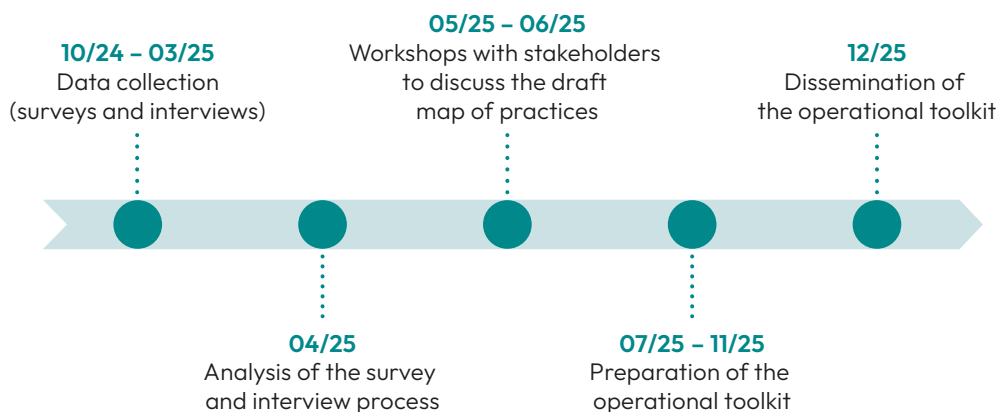 10/24 – 03/25
Data collection
(surveys and interviews)
04/25
Analysis of the survey
and interview process
05/25 – 06/25
Workshops with stakeholders
to discuss the draft
map of practices
07/25 – 11/25
Preparation of the
operational toolkit
12/25
Dissemination of
the operational toolkit